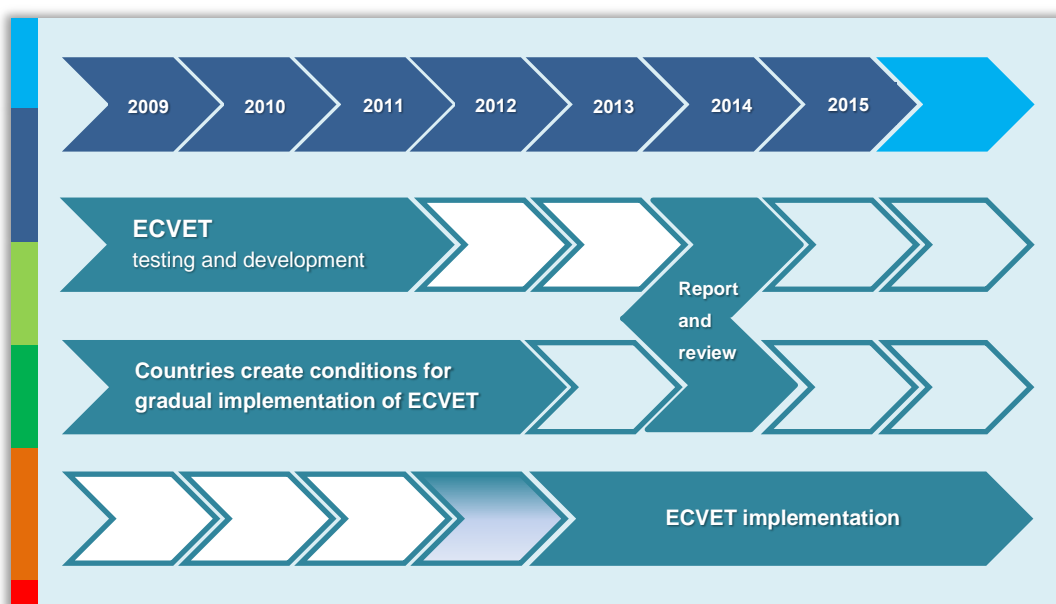 2009 2010 2011 2012 2013 2014 2015
ECVET
testing and development
Report
and
review
Countries create conditions for
gradual implementation of ECVET
ECVET implementation